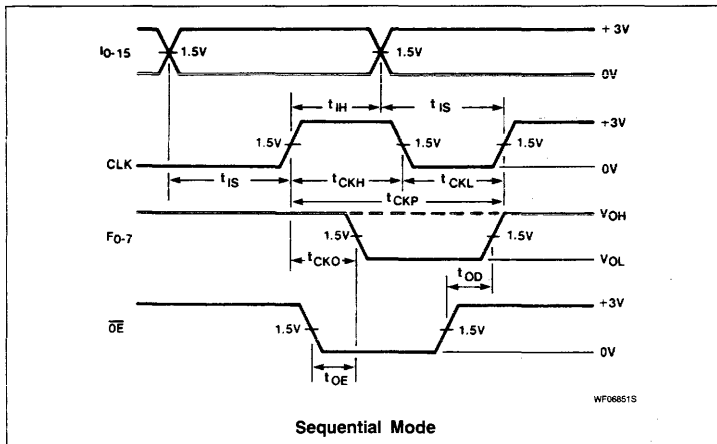 I0-15
1.5V
1.5V
+3V
0V
tIH
tIS
CLK
1.5V
1.5V
1.5V
+3V
0V
tIS
tCKH
tCKL
tCKP
F0-7
1.5V
1.5V
VOH
VOL
tCKO
tOD
OE
1.5V
1.5V
+3V
0V
tOE
WF06851S
Sequential Mode